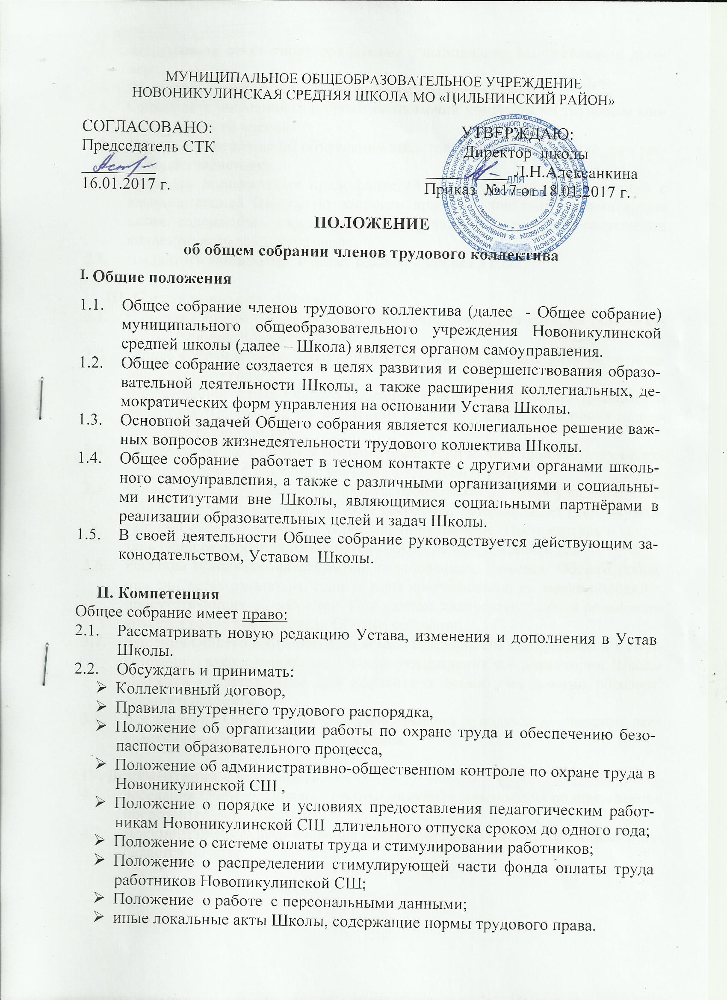 МУНИЦИПАЛЬНОЕ ОБЩЕОБРАЗОВАТЕЛЬНОЕ УЧРЕЖДЕНИЕ
НОВОНИКУЛИНСКАЯ СРЕДНЯЯ ШКОЛА МО «ЦИЛЬНИНСКИЙ РАЙОН»
СОГЛАСОВАНО:
Председатель СТК
16.01.2017 г.
УТВЕРЖДАЮ:
Директор школы
Л.Н.Алексанкина
Приказ №17 от 18.01.2017 г.
ДЛЯ
ДОКУМЕНТОВ
ПОЛОЖЕНИЕ
об общем собрании членов трудового коллектива
I. Общие положения
1.1. Общее собрание членов трудового коллектива (далее - Общее собрание)
муниципального общеобразовательного учреждения Новоникулинской
средней школы (далее – Школа) является органом самоуправления.
1.2. Общее собрание создается в целях развития и совершенствования образо-
вательной деятельности Школы, а также расширения коллегиальных, де-
мократических форм управления на основании Устава Школы.
1.3. Основной задачей Общего собрания является коллегиальное решение важ-
ных вопросов жизнедеятельности трудового коллектива Школы.
1.4. Общее собрание работает в тесном контакте с другими органами школь-
ного самоуправления, а также с различными организациями и социальны-
ми институтами вне Школы, являющимися социальными партнёрами в
реализации образовательных целей и задач Школы.
1.5. В своей деятельности Общее собрание руководствуется действующим за-
конодательством, Уставом Школы.
II. Компетенция
Общее собрание имеет право:
2.1. Рассматривать новую редакцию Устава, изменения и дополнения в Устав
Школы.
2.2. Обсуждать и принимать:
➢ Коллективный договор,
➢ Правила внутреннего трудового распорядка,
➢ Положение об организации работы по охране труда и обеспечению безо-
пасности образовательного процесса,
➢ Положение об административно-общественном контроле по охране труда в
Новоникулинской СШ ,
➢ Положение о порядке и условиях предоставления педагогическим работ-
никам Новоникулинской СШ длительного отпуска сроком до одного года;
➢ Положение о системе оплаты труда и стимулировании работников;
➢ Положение о распределении стимулирующей части фонда оплаты труда
работников Новоникулинской СШ;
➢ Положение о работе с персональными данными;
➢ иные локальные акты Школы, содержащие нормы трудового права.